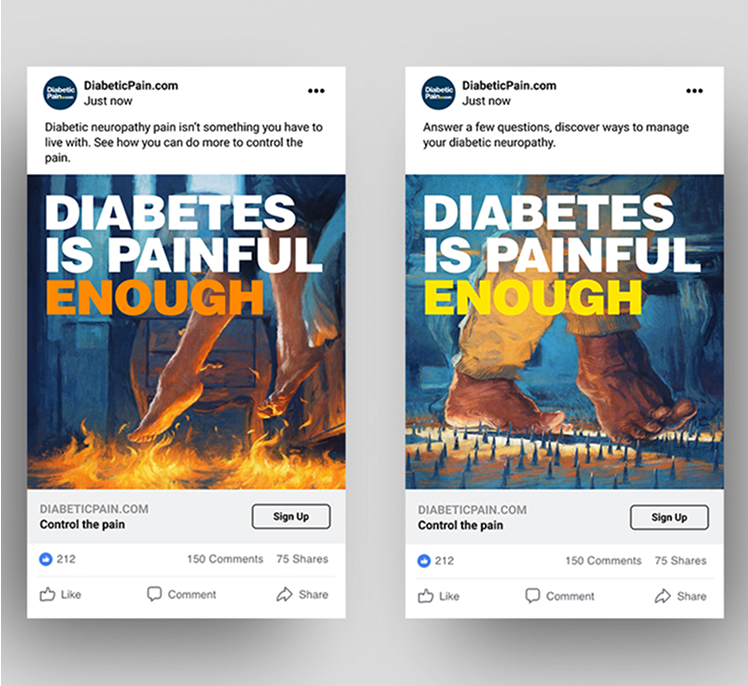 Diabetic
Pain.com
DiabeticPain.com
Just now
Diabetic neuropathy pain isn't something you have to
live with. See how you can do more to control the
pain.
DIABETES
IS PAINFUL
ENOUGH
DIABETICPAIN.COM
Control the pain
Sign Up
212
150 Comments
75 Shares
Like
Comment
Share
Diabetic
Pain.com
DiabeticPain.com
Just now
Answer a few questions, discover ways to manage
your diabetic neuropathy.
DIABETES
IS PAINFUL
ENOUGH
DIABETICPAIN.COM
Control the pain
Sign Up
212
150 Comments
75 Shares
Like
Comment
Share